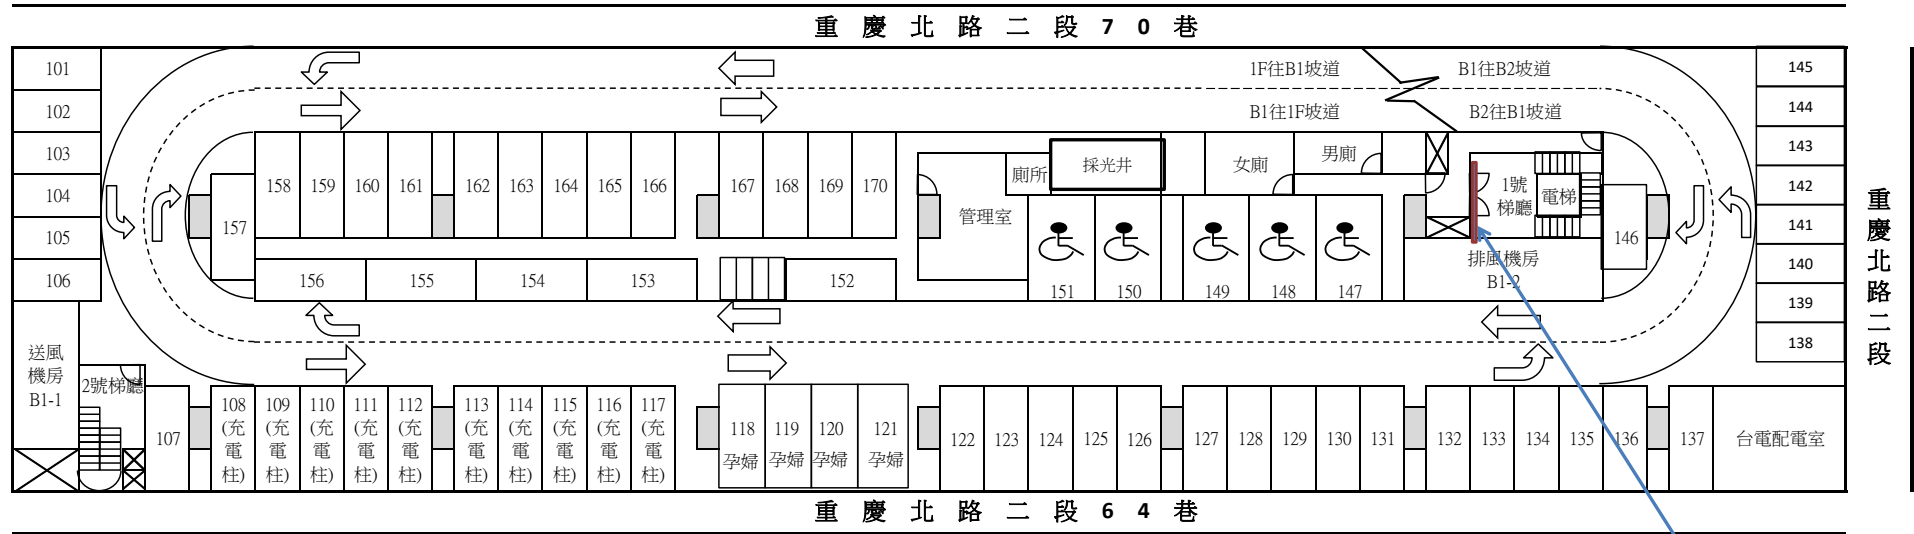 重慶北路二段70巷
101
102
103
104
105
106
1F往B1坡道
B1往B2坡道
B1往1F坡道
B2往B1坡道
145
144
143
142
141
140
139
138
重慶北路二段
157
158
159
160
161
162
163
164
165
166
167
168
169
170
管理室
廁所
採光井
女廁
男廁
1號
梯廳
電梯
146
排風機房
B1-2
156
155
154
153
152
151
150
149
148
147
送風
機房
B1-1
2號梯廳
107
108
(充
電
柱)
109
(充
電
柱)
110
(充
電
柱)
111
(充
電
柱)
112
(充
電
柱)
113
(充
電
柱)
114
(充
電
柱)
115
(充
電
柱)
116
(充
電
柱)
117
(充
電
柱)
118
孕婦
119
孕婦
120
孕婦
121
孕婦
122
123
124
125
126
127
128
129
130
131
132
133
134
135
136
137
台電配電室
重慶北路二段64巷